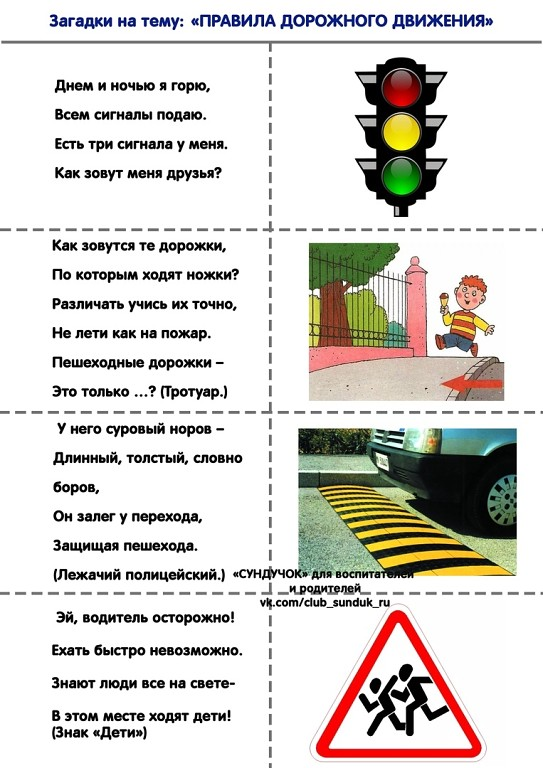 Загадки на тему: «ПРАВИЛА ДОРОЖНОГО ДВИЖЕНИЯ»
Днем и ночью я горю,
Всем сигналы подаю.
Есть три сигнала у меня.
Как зовут меня друзья?
Как зовутся те дорожки,
По которым ходят ножки?
Различать учись их точно,
Не лети как на пожар.
Пешеходные дорожки –
Это только ...? (Тротуар.)
У него суровый норов –
Длинный, толстый, словно
боров,
Он залег у перехода,
Защищая пешехода.
(Лежачий полицейский.)
«СУНДУЧОК» для воспитателей
и родителей
vk.com/club_sunduk_ru
Эй, водитель осторожно!
Ехать быстро невозможно.
Знают люди все на свете-
В этом месте ходят дети!
(Знак «Дети»)